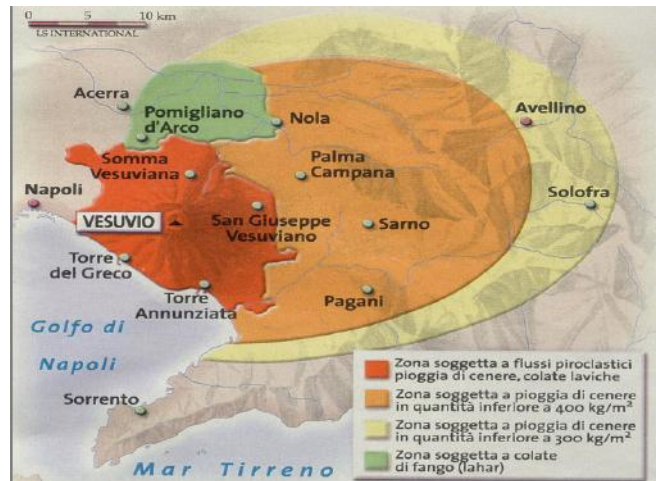 0 5 10 km
LS INTERNATIONAL
Acerra
Pomigliano
d'Arco
Nola
Avellino
Somma
Vesuviana
Palma
Campana
Napoli
Solofra
VESUVIO
San Giuseppe
Vesuviano
Sarno
Torre
del Greco
Torre
Annunziata
Pagani
Golfo di
Napoli
Sorrento
Mar Tirreno
Zona soggetta a flussi piroclastici
pioggia di cenere, colate laviche
Zona soggetta a pioggia di cenere
in quantità inferiore a 400 kg/m²
Zona soggetta a pioggia di cenere
in quantità inferiore a 300 kg/m²
Zona soggetta a colate
di fango (lahar)